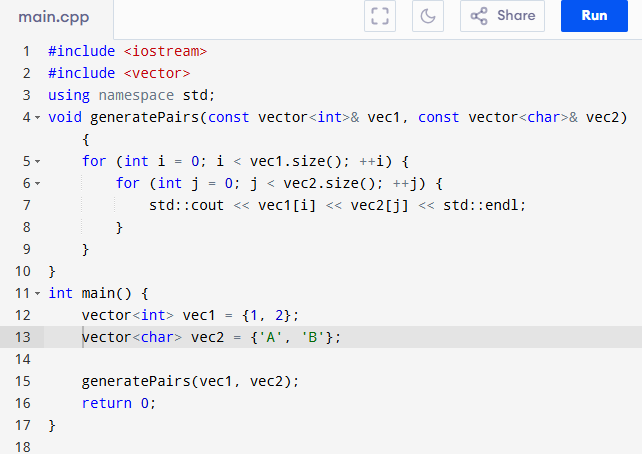 main.cpp Share Run
1 #include <iostream>
2 #include <vector>
3 using namespace std;
4 void generatePairs(const vector<int>& vec1, const vector<char>& vec2)
{
5 for (int i = 0; i < vec1.size(); ++i) {
6 for (int j = 0; j < vec2.size(); ++j) {
7 std::cout << vec1[i] << vec2[j] << std::endl;
8 }
9 }
10 }
11 int main() {
12 vector<int> vec1 = {1, 2};
13 vector<char> vec2 = {'A', 'B'};
14
15 generatePairs(vec1, vec2);
16 return 0;
17 }
18